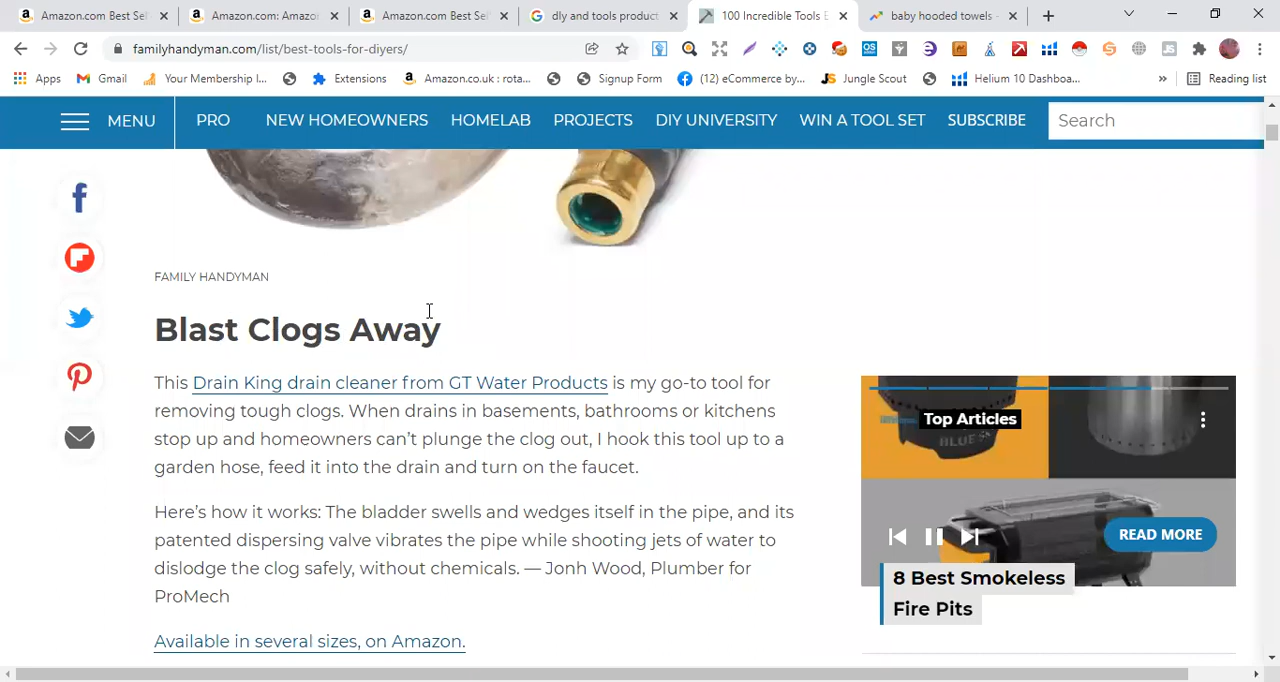 Amazon.com Best Sel
Amazon.com: Amazo
Amazon.com Best Sel
dly and tools product
100 Incredible Tools E
baby hooded towels -
familyhandyman.com/list/best-tools-for-diyers/
Apps
Gmail
Your Membership I...
Extensions
Amazon.co.uk : rota...
Signup Form
(12) eCommerce by...
Jungle Scout
Helium 10 Dashboa...
»
Reading list
MENU
PRO
NEW HOMEOWNERS
HOMELAB
PROJECTS
DIY UNIVERSITY
WIN A TOOL SET
SUBSCRIBE
Search
FAMILY HANDYMAN
Blast Clogs Away
This Drain King drain cleaner from GT Water Products is my go-to tool for
removing tough clogs. When drains in basements, bathrooms or kitchens
stop up and homeowners can't plunge the clog out, I hook this tool up to a
garden hose, feed it into the drain and turn on the faucet.
Here's how it works: The bladder swells and wedges itself in the pipe, and its
patented dispersing valve vibrates the pipe while shooting jets of water to
dislodge the clog safely, without chemicals. — Jonh Wood, Plumber for
ProMech
Available in several sizes, on Amazon.
Top Articles
READ MORE
8 Best Smokeless
Fire Pits